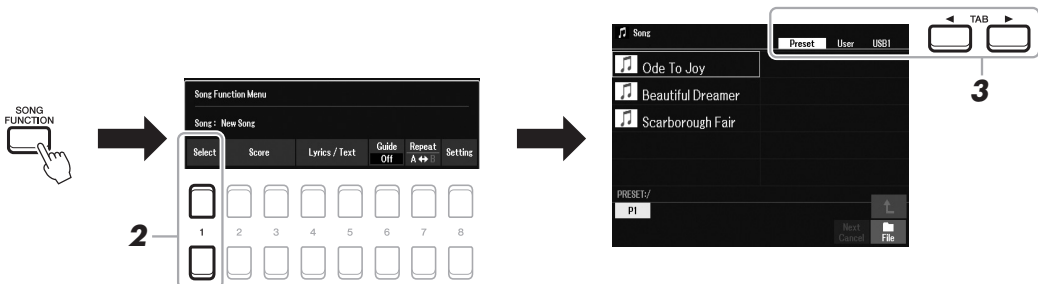 SONG
FUNCTION
Song Function Menu
Song : New Song
Select Score Lyrics / Text Guide Off Repeat A ↔ B Setting
1 2 3 4 5 6 7 8
2
Song
Preset User USB1
◄ TAB ►
3
Ode To Joy
Beautiful Dreamer
Scarborough Fair
PRESET:/
P1
Next
Cancel
File